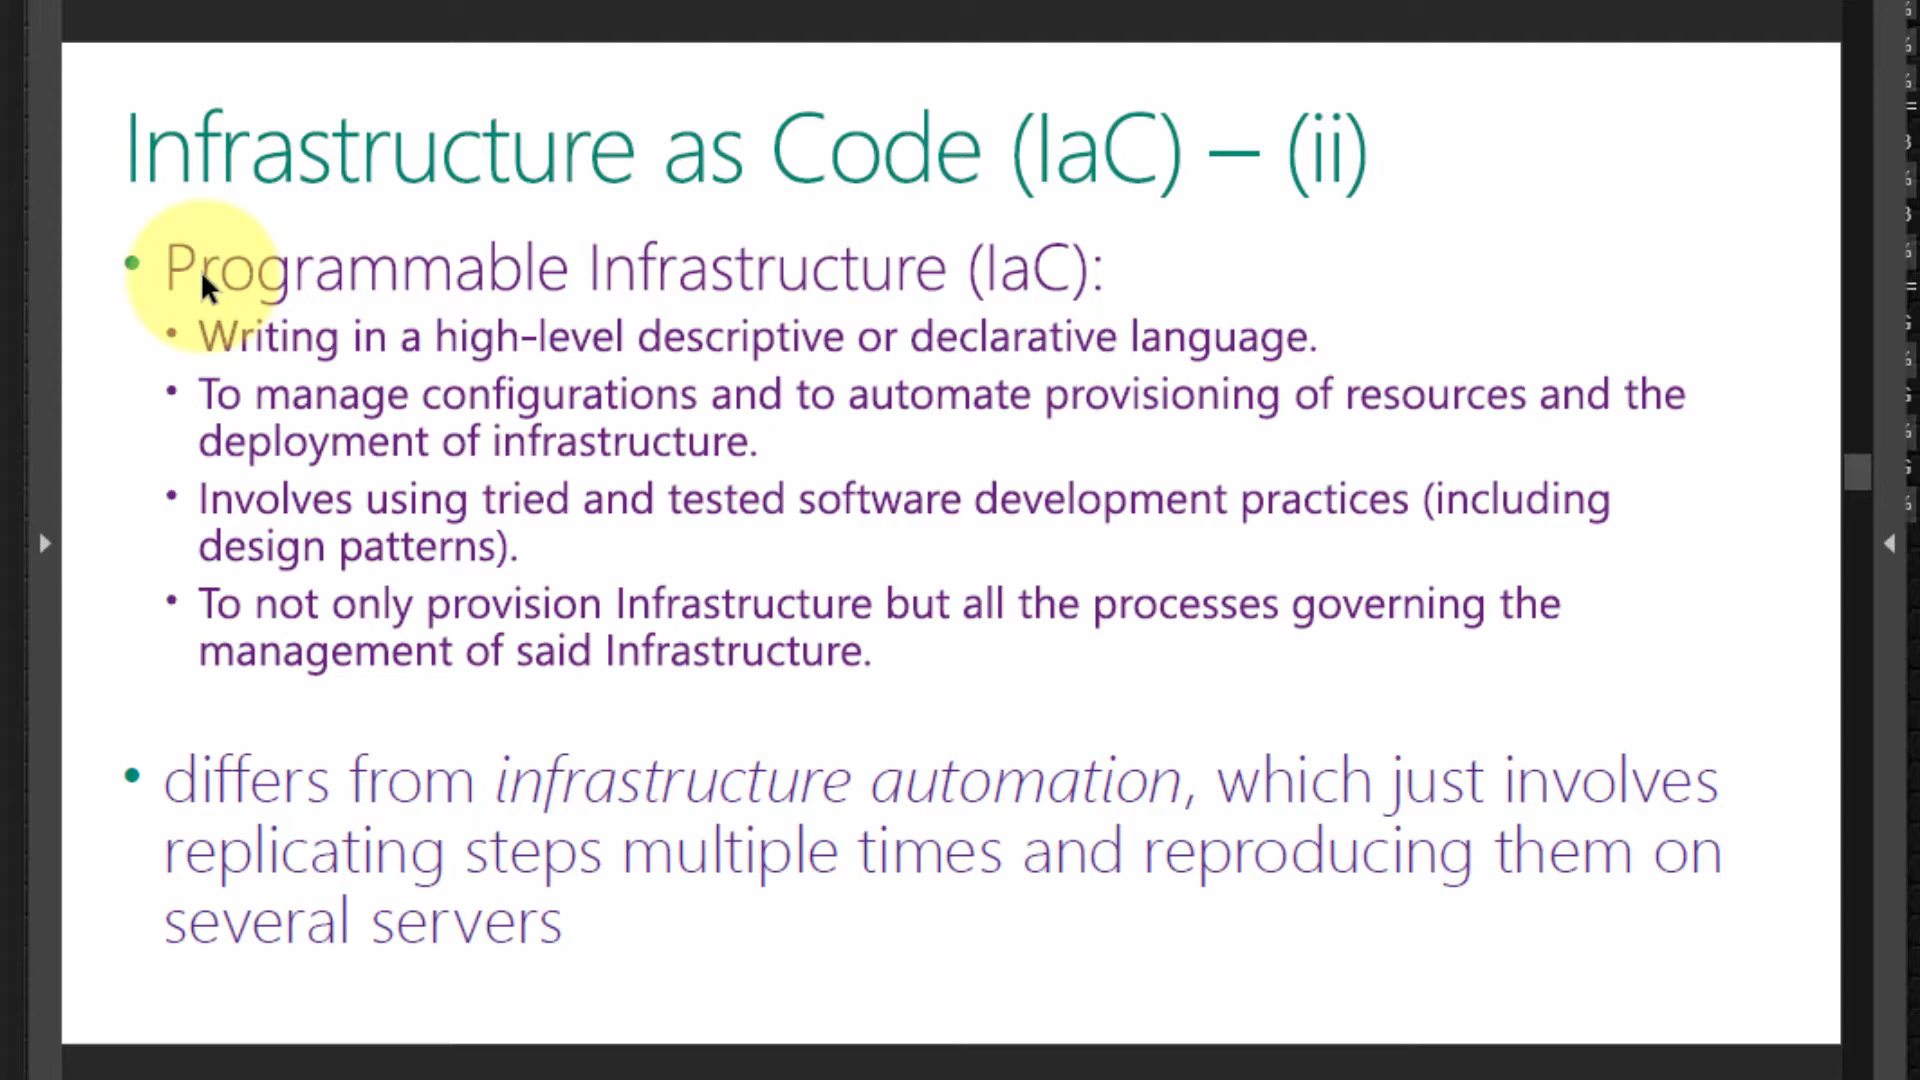 Infrastructure as Code (IaC) – (ii)
• Programmable Infrastructure (IaC):
• Writing in a high-level descriptive or declarative language.
• To manage configurations and to automate provisioning of resources and the
deployment of infrastructure.
• Involves using tried and tested software development practices (including
design patterns).
• To not only provision Infrastructure but all the processes governing the
management of said Infrastructure.
• differs from infrastructure automation, which just involves
replicating steps multiple times and reproducing them on
several servers